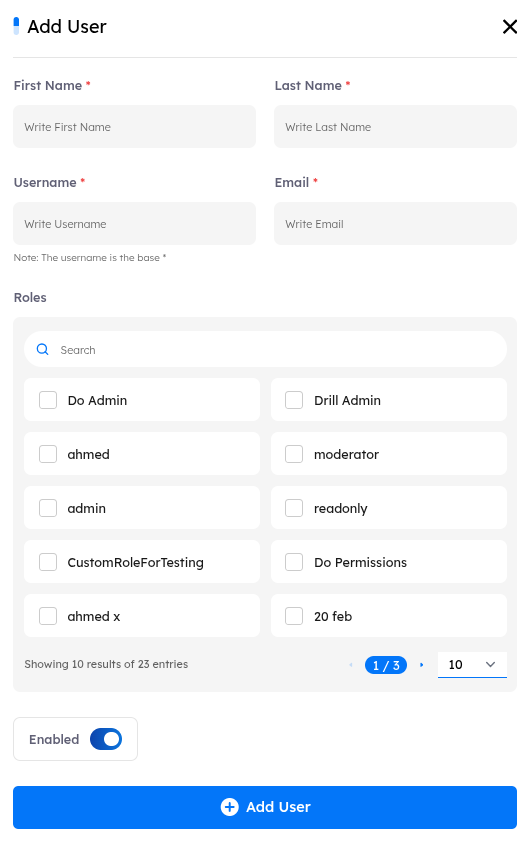 Add User
First Name *
Last Name *
Write First Name
Write Last Name
Username *
Email *
Write Username
Write Email
Note: The username is the base *
Roles
Search
Do Admin
Drill Admin
ahmed
moderator
admin
readonly
CustomRoleForTesting
Do Permissions
ahmed x
20 feb
Showing 10 results of 23 entries
1 / 3
10
Enabled
Add User